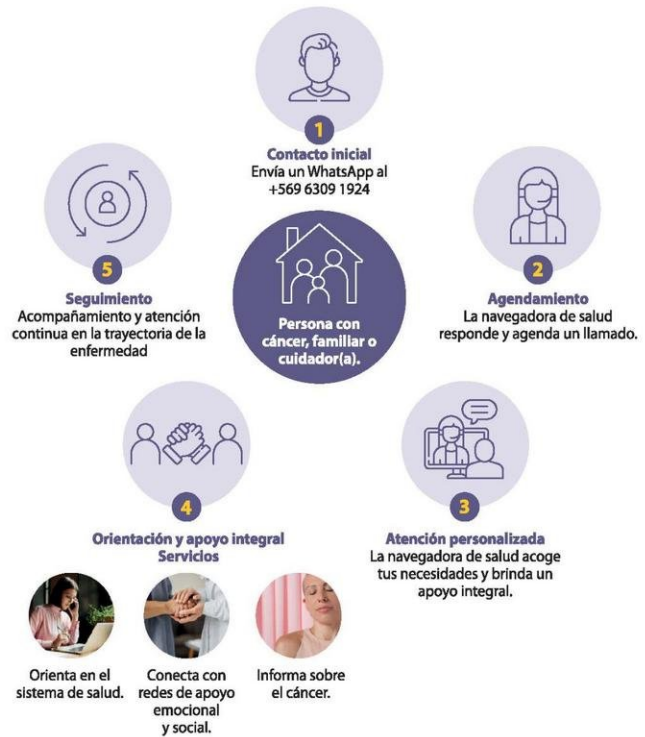 1
Contacto inicial
Envía un WhatsApp al
+569 6309 1924
2
Agendamiento
La navegadora de salud
responde y agenda un llamado.
3
Atención personalizada
La navegadora de salud acoge
tus necesidades y brinda un
apoyo integral.
4
Orientación y apoyo integral
Servicios
Orienta en el
sistema de salud.
Conecta con
redes de apoyo
emocional
y social.
Informa sobre
el cáncer.
5
Seguimiento
Acompañamiento y atención
continua en la trayectoria de la
enfermedad
Persona con
cáncer, familiar o
cuidador(a).